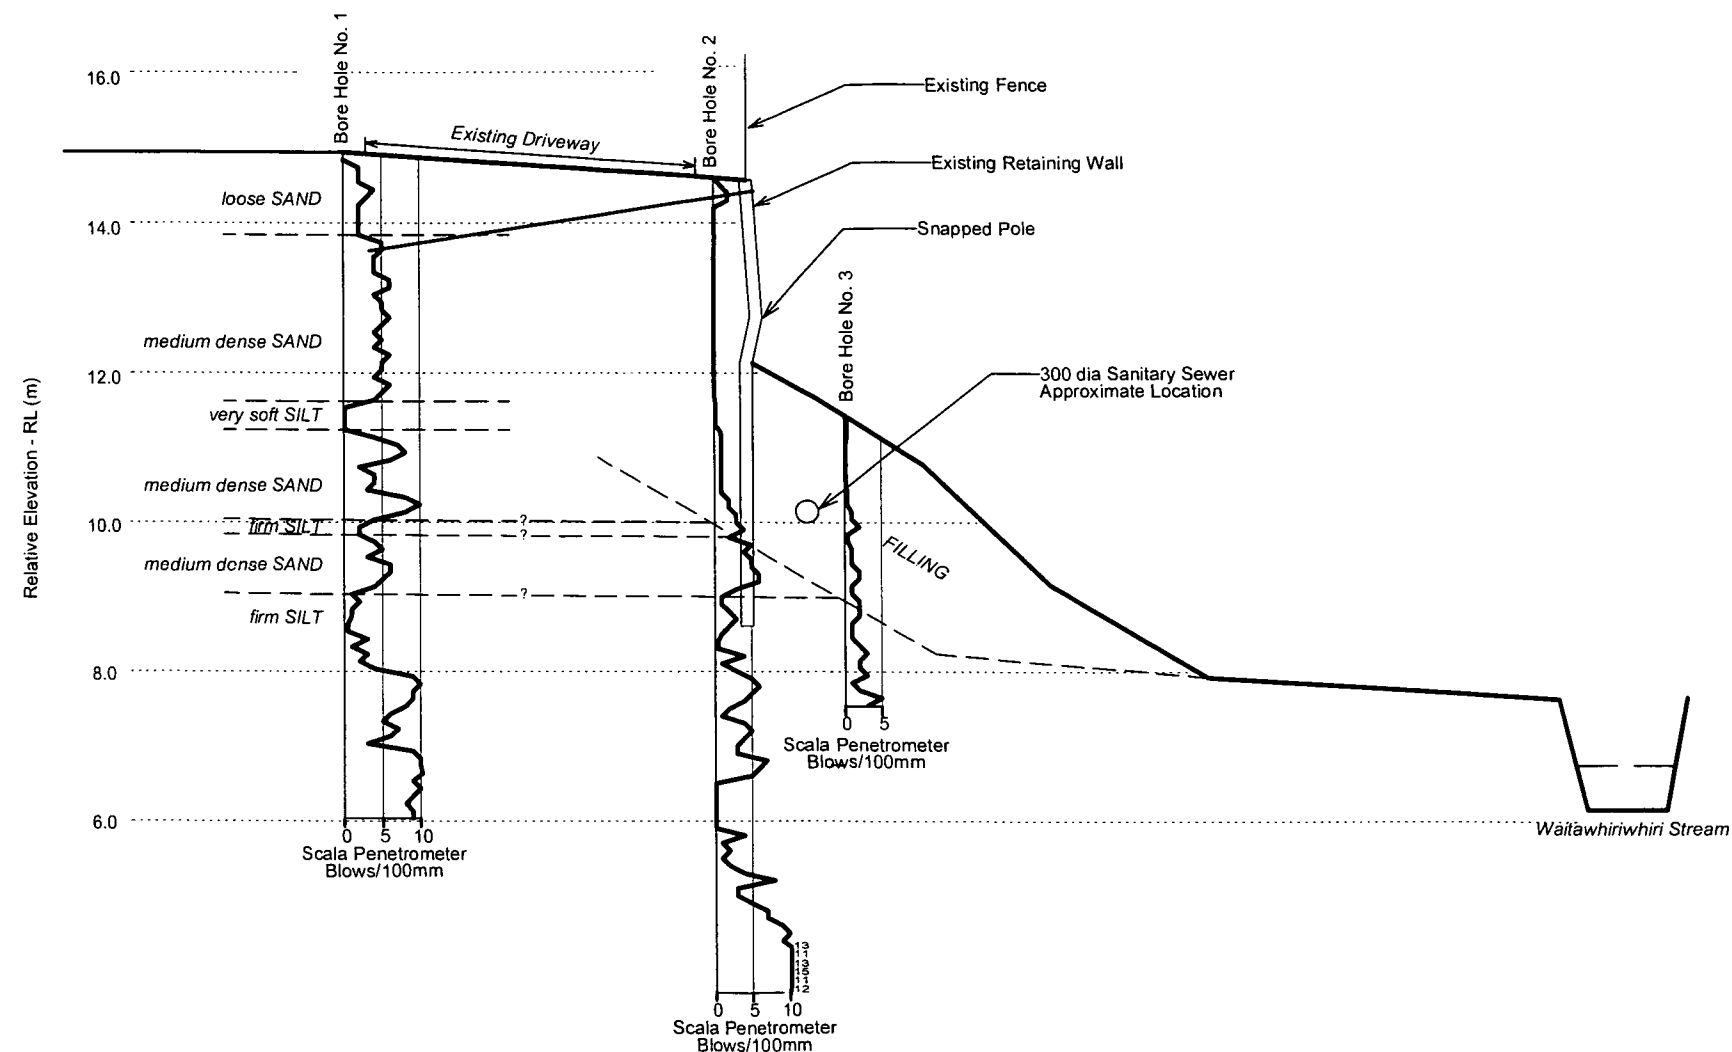 Bore Hole No. 1
Bore Hole No. 2
16.0
Existing Fence
Existing Driveway
Existing Retaining Wall
loose SAND
14.0
Snapped Pole
Bore Hole No. 3
medium dense SAND
12.0
300 dia Sanitary Sewer
Approximate Location
Relative Elevation - RL (m)
very soft SILT
medium dense SAND
10.0
firm SILT
?
?
FILLING
medium dense SAND
?
firm SILT
8.0
0 5
Scala Penetrometer
Blows/100mm
6.0
Waitawhiriwhiri Stream
0 5 10
Scala Penetrometer
Blows/100mm
13
11
13
15
11
12
0 5 10
Scala Penetrometer
Blows/100mm